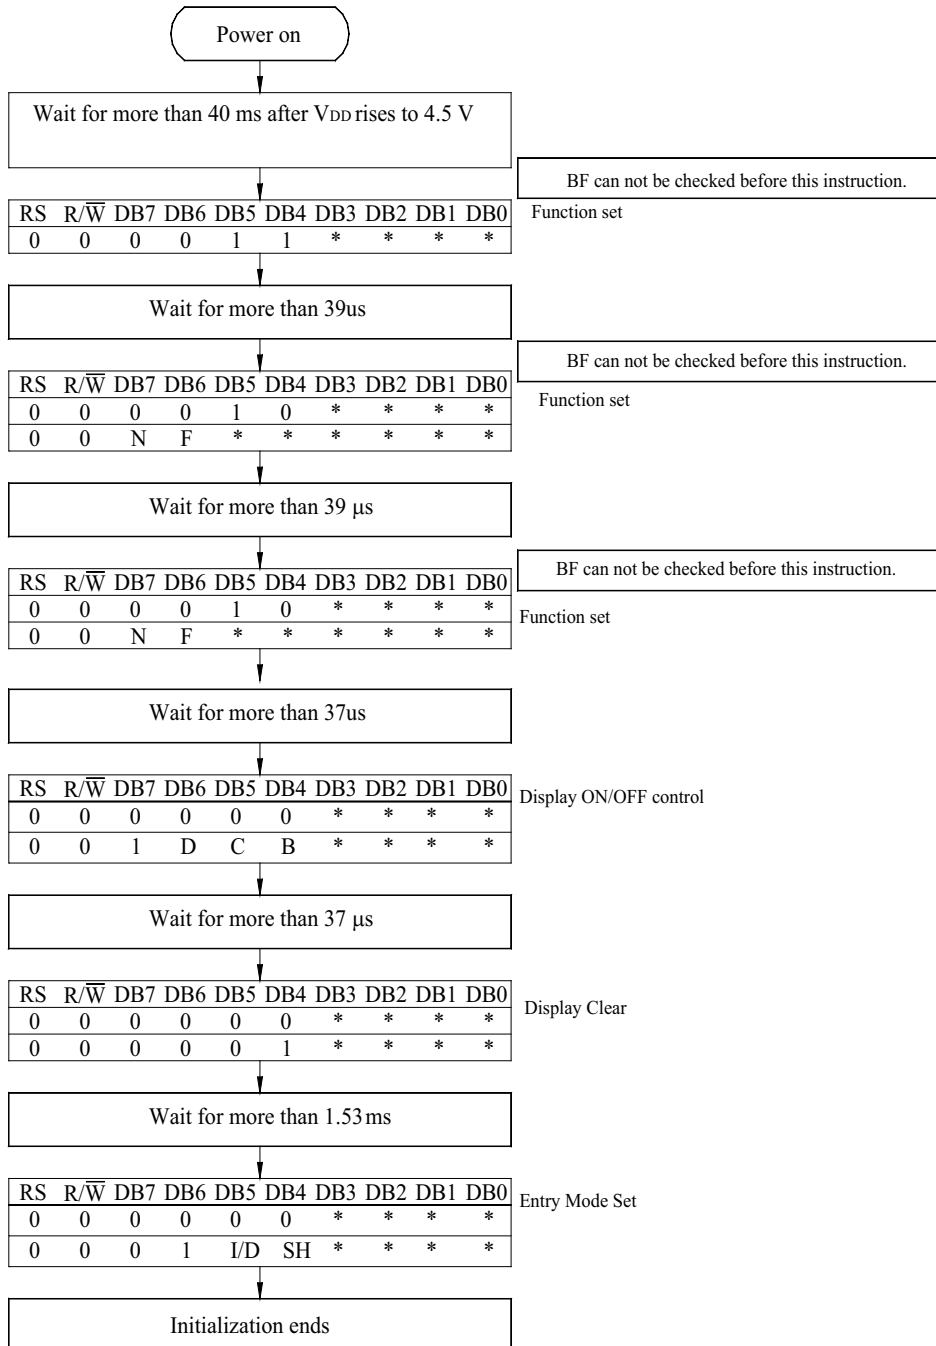 Power on
Wait for more than 40 ms after VDD rises to 4.5 V
BF can not be checked before this instruction.
RS R/W̅ DB7 DB6 DB5 DB4 DB3 DB2 DB1 DB0
Function set
0 0 0 0 1 1 * * * *
Wait for more than 39us
BF can not be checked before this instruction.
RS R/W̅ DB7 DB6 DB5 DB4 DB3 DB2 DB1 DB0
Function set
0 0 0 0 1 0 * * * *
0 0 N F * * * * * *
Wait for more than 39 µs
BF can not be checked before this instruction.
RS R/W̅ DB7 DB6 DB5 DB4 DB3 DB2 DB1 DB0
0 0 0 0 1 0 * * * *
Function set
0 0 N F * * * * * *
Wait for more than 37us
RS R/W̅ DB7 DB6 DB5 DB4 DB3 DB2 DB1 DB0
Display ON/OFF control
0 0 0 0 0 0 * * * *
0 0 1 D C B * * * *
Wait for more than 37 µs
RS R/W̅ DB7 DB6 DB5 DB4 DB3 DB2 DB1 DB0
Display Clear
0 0 0 0 0 0 * * * *
0 0 0 0 0 1 * * * *
Wait for more than 1.53ms
RS R/W̅ DB7 DB6 DB5 DB4 DB3 DB2 DB1 DB0
Entry Mode Set
0 0 0 0 0 0 * * * *
0 0 0 1 I/D SH * * * *
Initialization ends